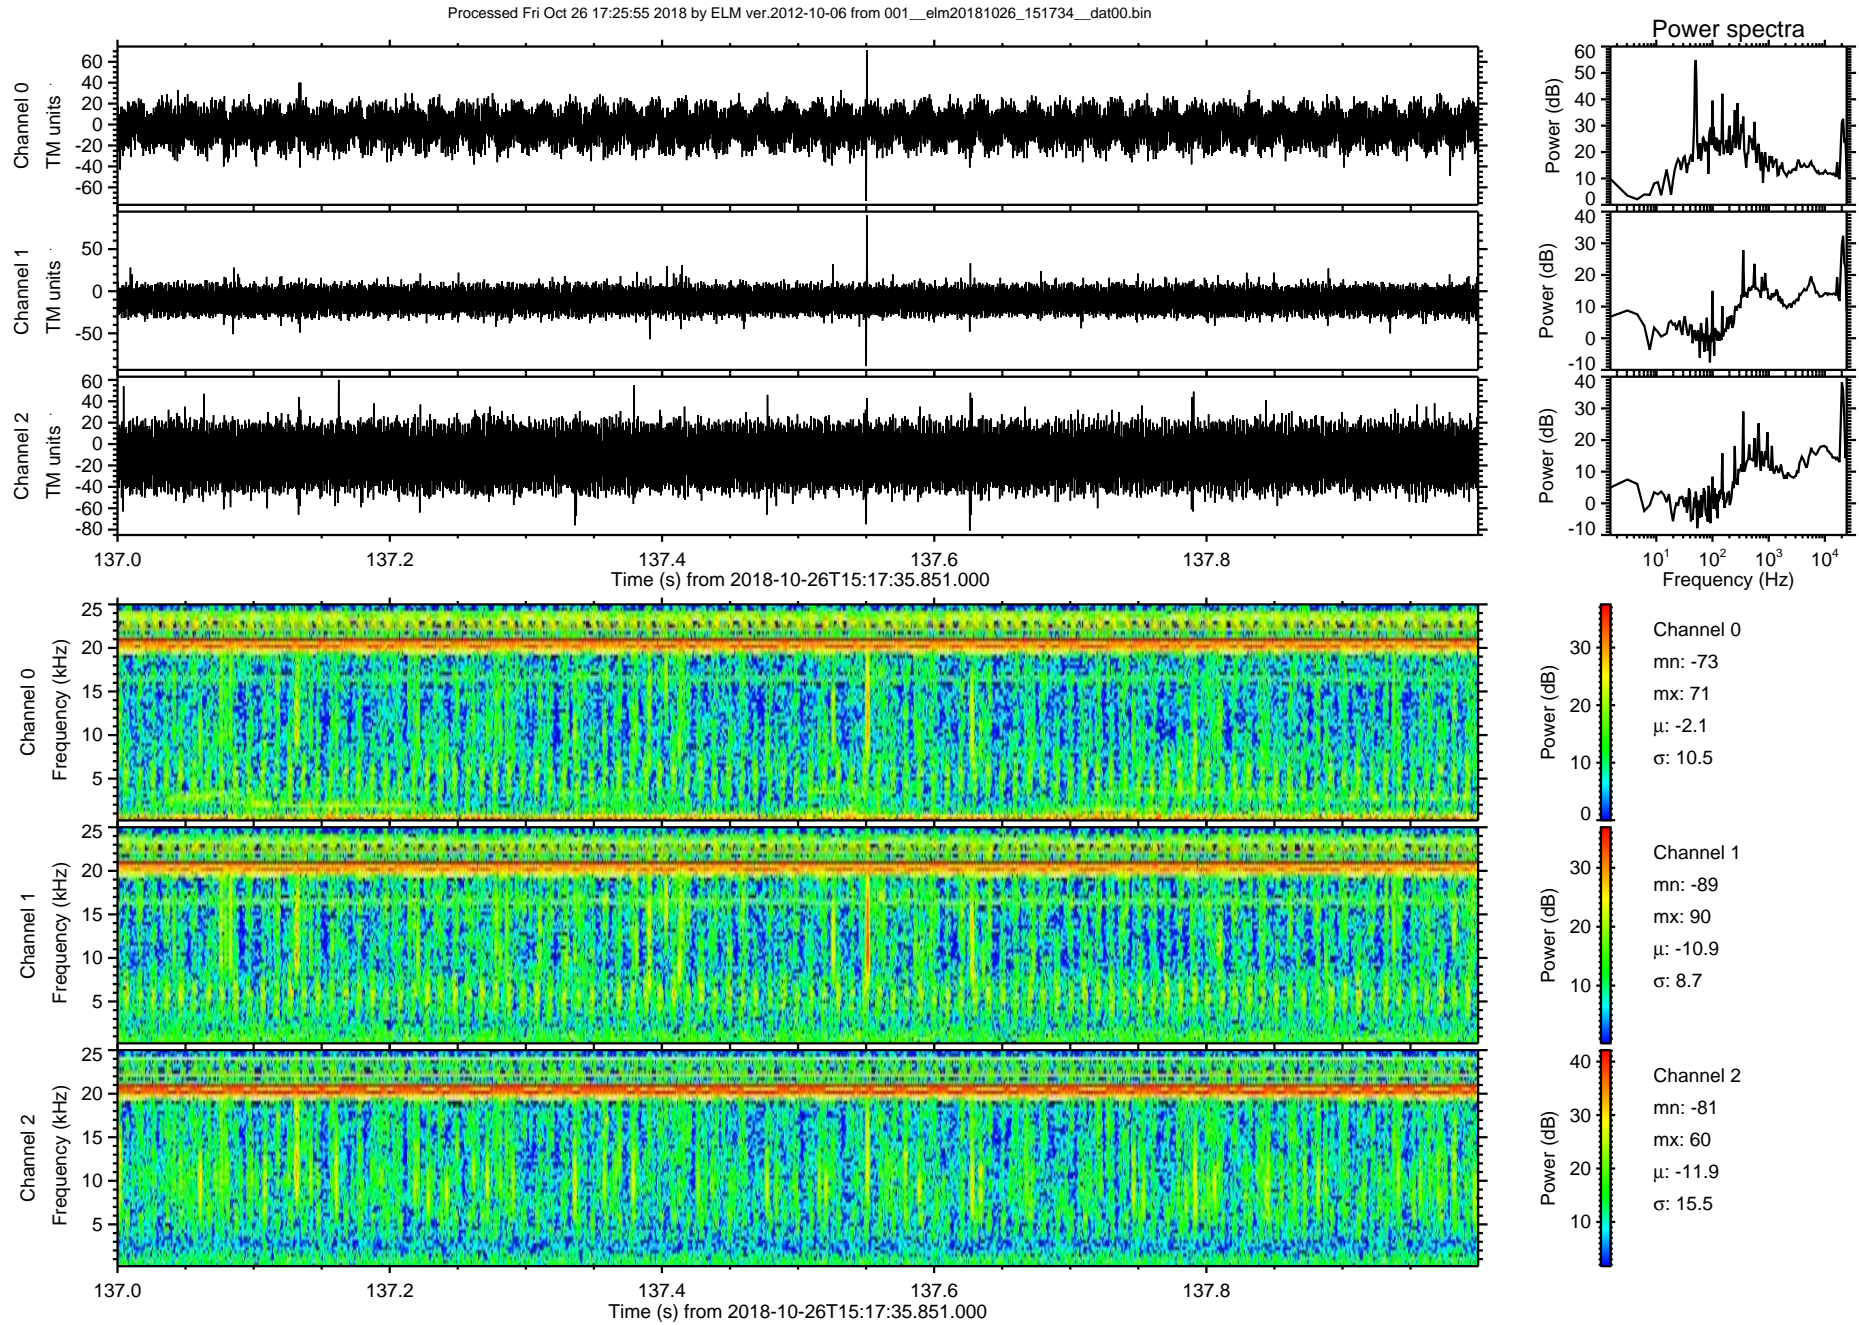 Processed Fri Oct 26 17:25:55 2018 by ELM ver.2012-10-06 from 001__elm20181026_151734__dat00.bin
Power spectra
Channel 0
TM units
60
40
20
0
-20
-40
-60
Power (dB)
60
50
40
30
20
10
0
Channel 1
TM units
50
0
-50
Power (dB)
40
30
20
10
0
-10
Channel 2
TM units
60
40
20
0
-20
-40
-60
-80
Power (dB)
40
30
20
10
0
-10
137.0 137.2 137.4 137.6 137.8
Time (s) from 2018-10-26T15:17:35.851.000
10^1 10^2 10^3 10^4
Frequency (Hz)
Channel 0
Frequency (kHz)
25
20
15
10
5
Power (dB)
30
20
10
0
Channel 0
mn: -73
mx: 71
μ: -2.1
σ: 10.5
Channel 1
Frequency (kHz)
25
20
15
10
5
Power (dB)
30
20
10
Channel 1
mn: -89
mx: 90
μ: -10.9
σ: 8.7
Channel 2
Frequency (kHz)
25
20
15
10
5
Power (dB)
40
30
20
10
Channel 2
mn: -81
mx: 60
μ: -11.9
σ: 15.5
137.0 137.2 137.4 137.6 137.8
Time (s) from 2018-10-26T15:17:35.851.000